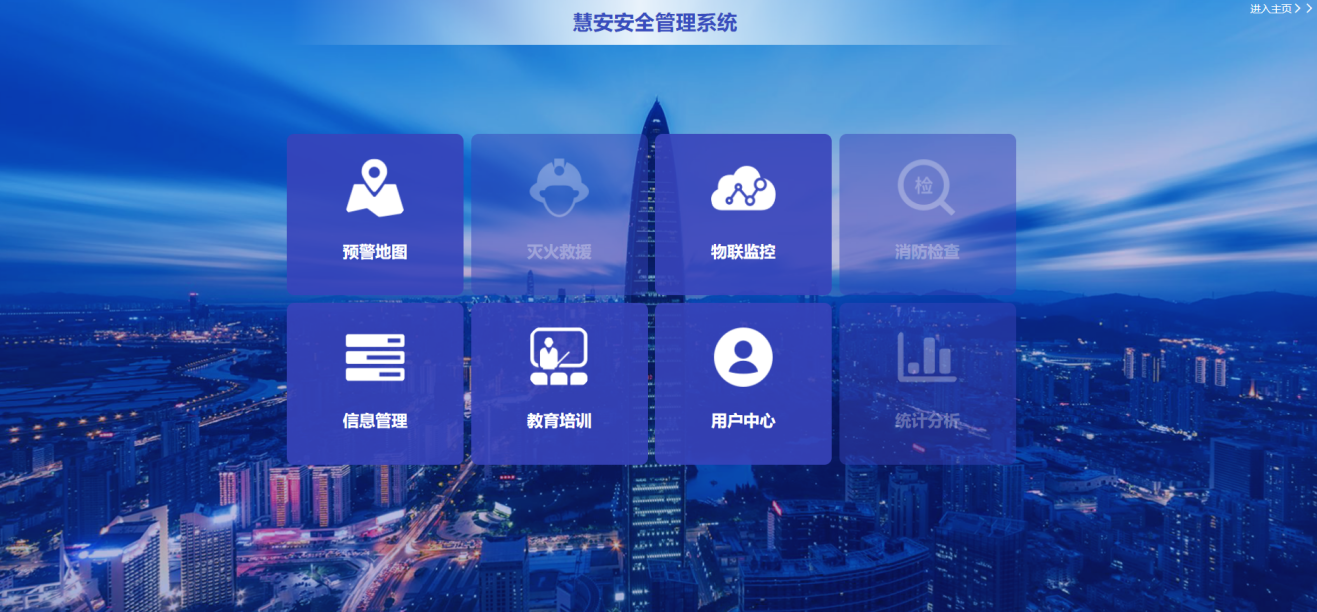 慧安安全管理系统
进入主页
预警地图
灭火救援
物联监控
检
消防检查
信息管理
教育培训
用户中心
统计分析